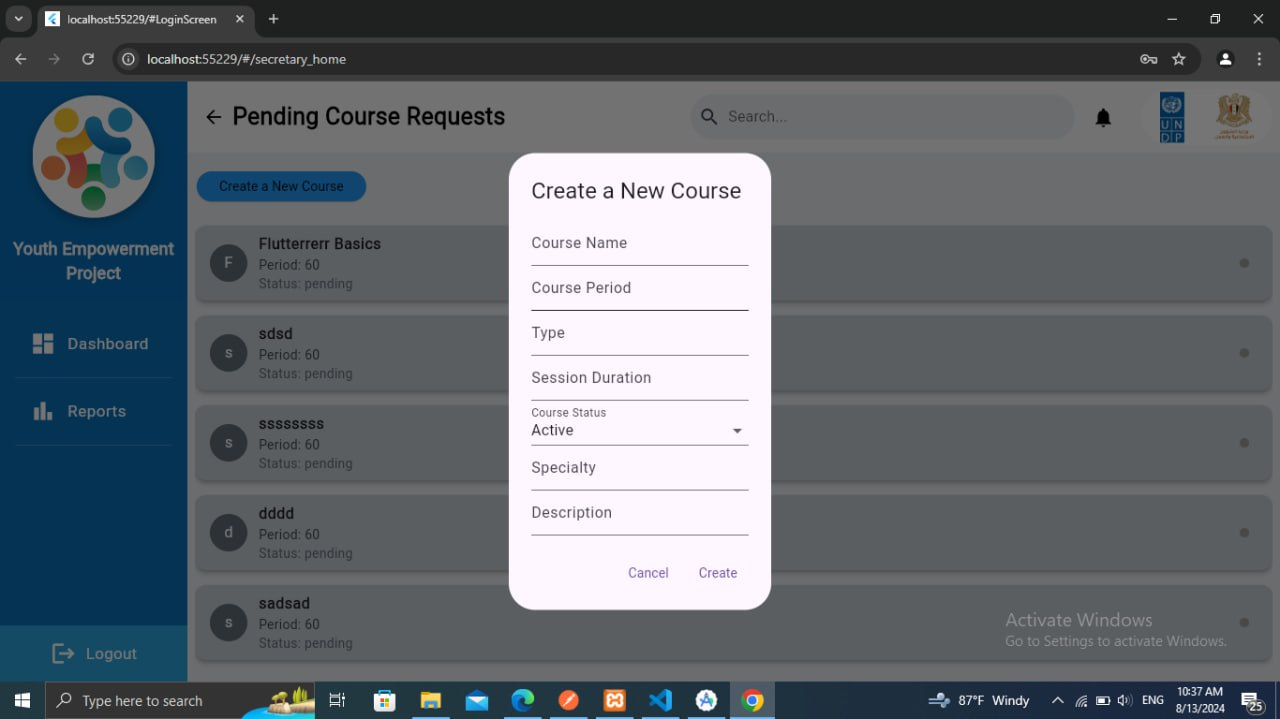 localhost:55229/#LoginScreen
localhost:55229/#/secretary_home
Youth Empowerment
Project
Dashboard
Reports
Logout
Pending Course Requests
Search...
U N
D P
Create a New Course
F
Flutterrerr Basics
Period: 60
Status: pending
s
sdsd
Period: 60
Status: pending
s
ssssssss
Period: 60
Status: pending
d
dddd
Period: 60
Status: pending
s
sadsad
Period: 60
Status: pending
Create a New Course
Course Name
Course Period
Type
Session Duration
Course Status
Active
Specialty
Description
Cancel
Create
Activate Windows
Go to Settings to activate Windows.
Type here to search
87°F Windy
ENG
10:37 AM
8/13/2024
25